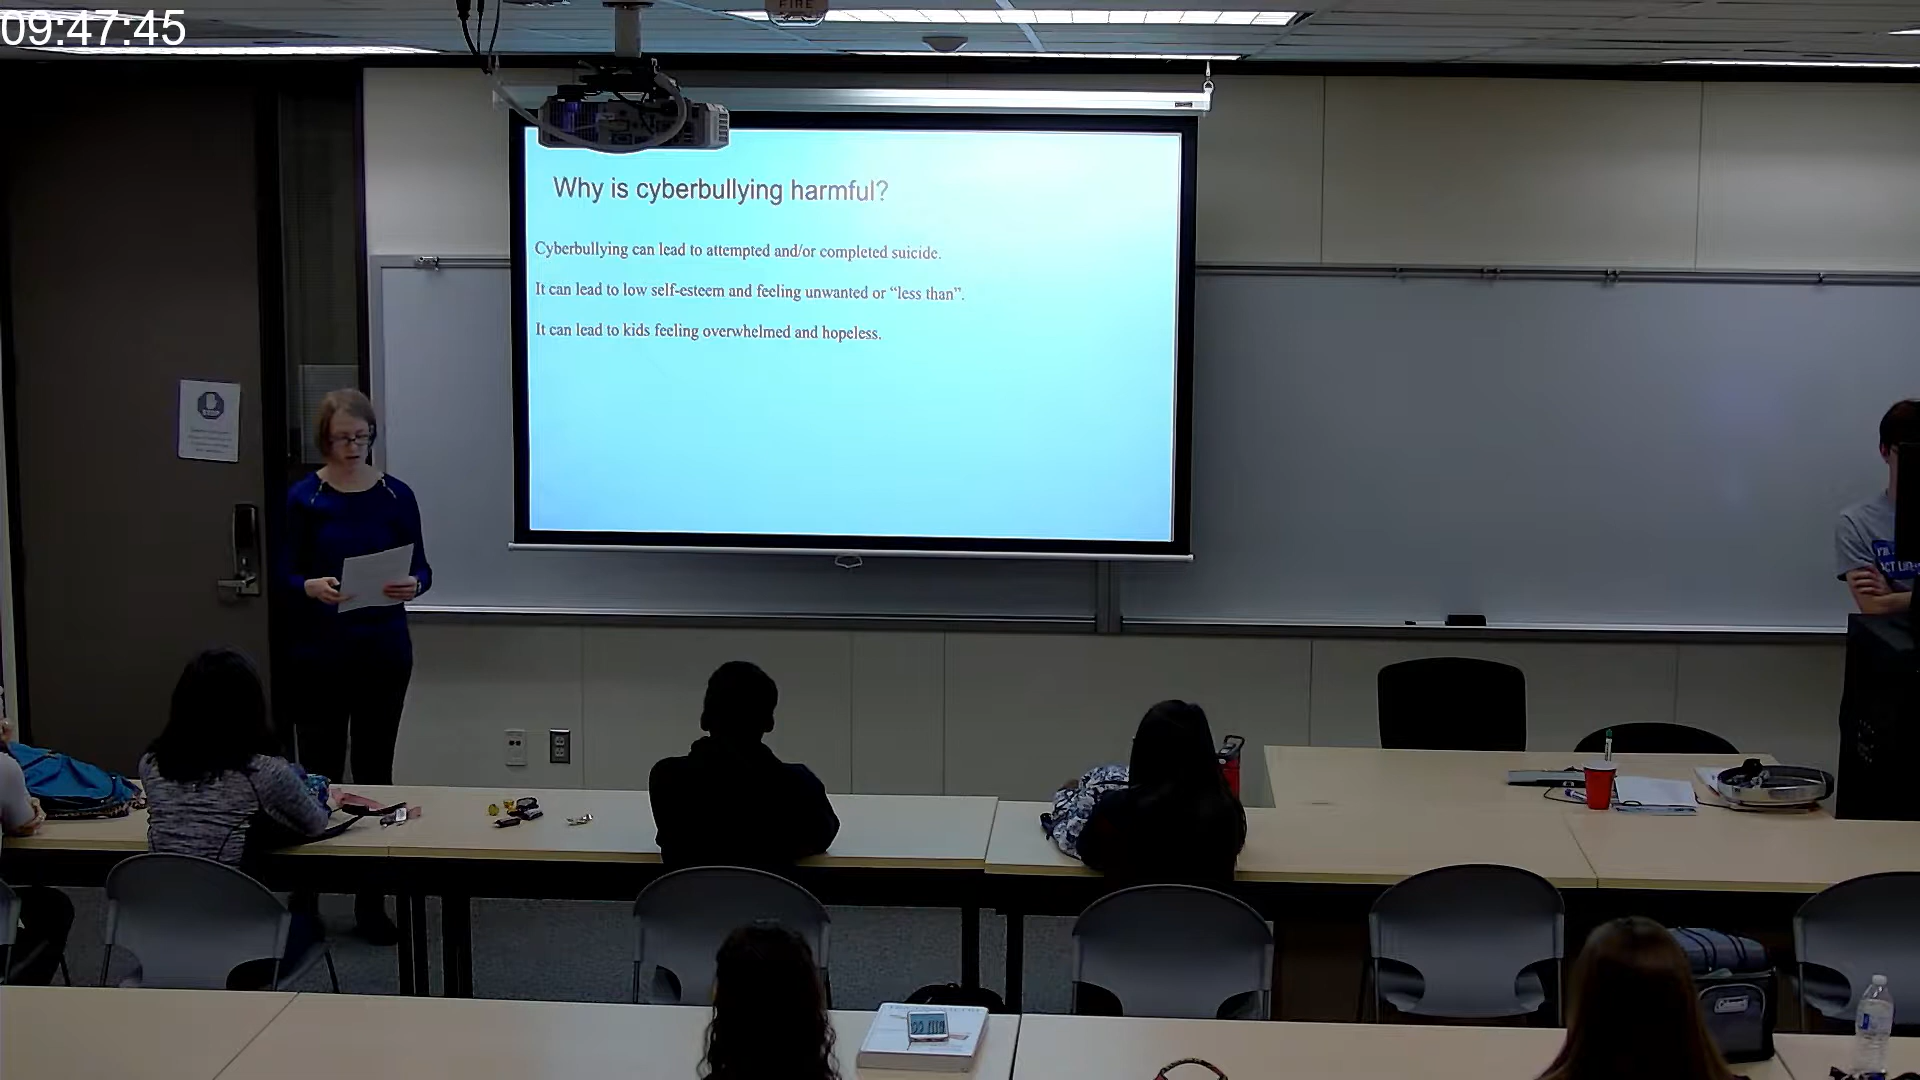 09:47:45
FIRE
Why is cyberbullying harmful?
Cyberbullying can lead to attempted and/or completed suicide.
It can lead to low self-esteem and feeling unwanted or “less than”.
It can lead to kids feeling overwhelmed and hopeless.
STOP